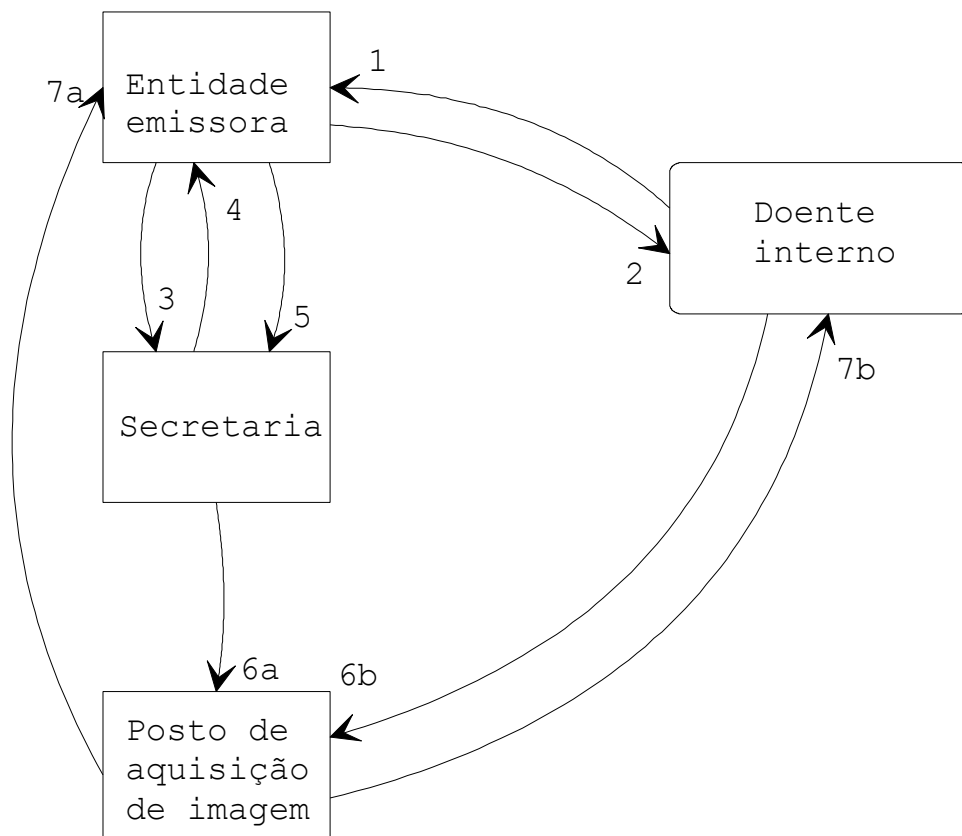 1
7a
Entidade
emissora
4
Doente
interno
2
3
5
7b
Secretaria
6a
6b
Posto de
aquisição
de imagem